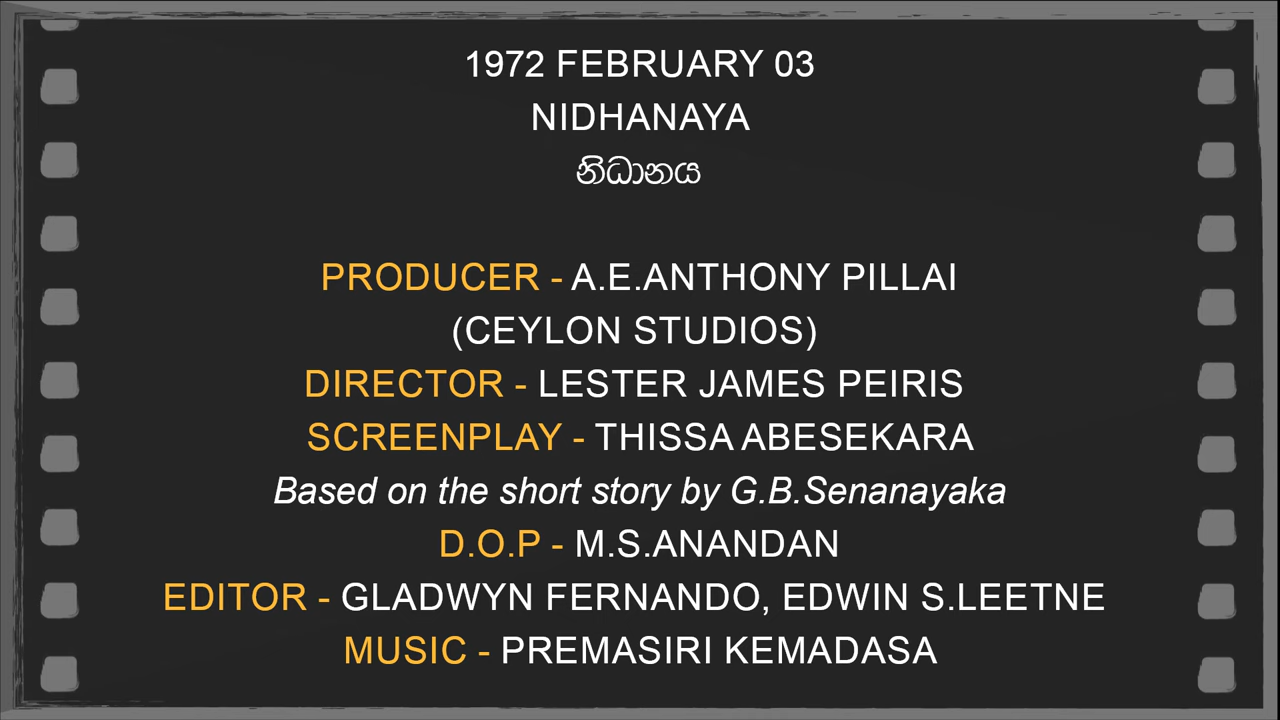 1972 FEBRUARY 03
NIDHANAYA
නිධානය
PRODUCER - A.E.ANTHONY PILLAI
(CEYLON STUDIOS)
DIRECTOR - LESTER JAMES PEIRIS
SCREENPLAY - THISSA ABESEKARA
Based on the short story by G.B.Senanayaka
D.O.P - M.S.ANANDAN
EDITOR - GLADWYN FERNANDO, EDWIN S.LEETNE
MUSIC - PREMASIRI KEMADASA